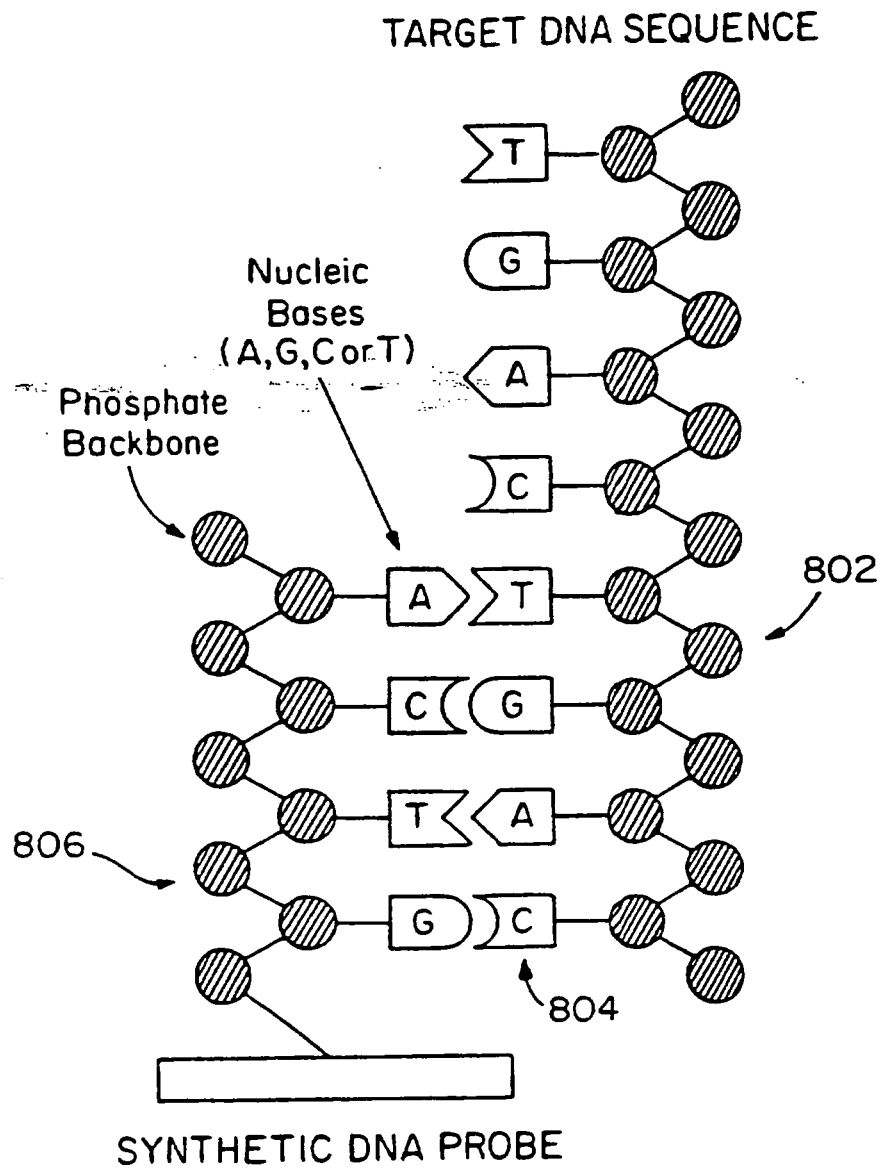 TARGET DNA SEQUENCE
T
G
Nucleic
Bases
(A,G,C or T)
A
Phosphate
Backbone
C
A T
802
C G
T A
806
G C
804
SYNTHETIC DNA PROBE